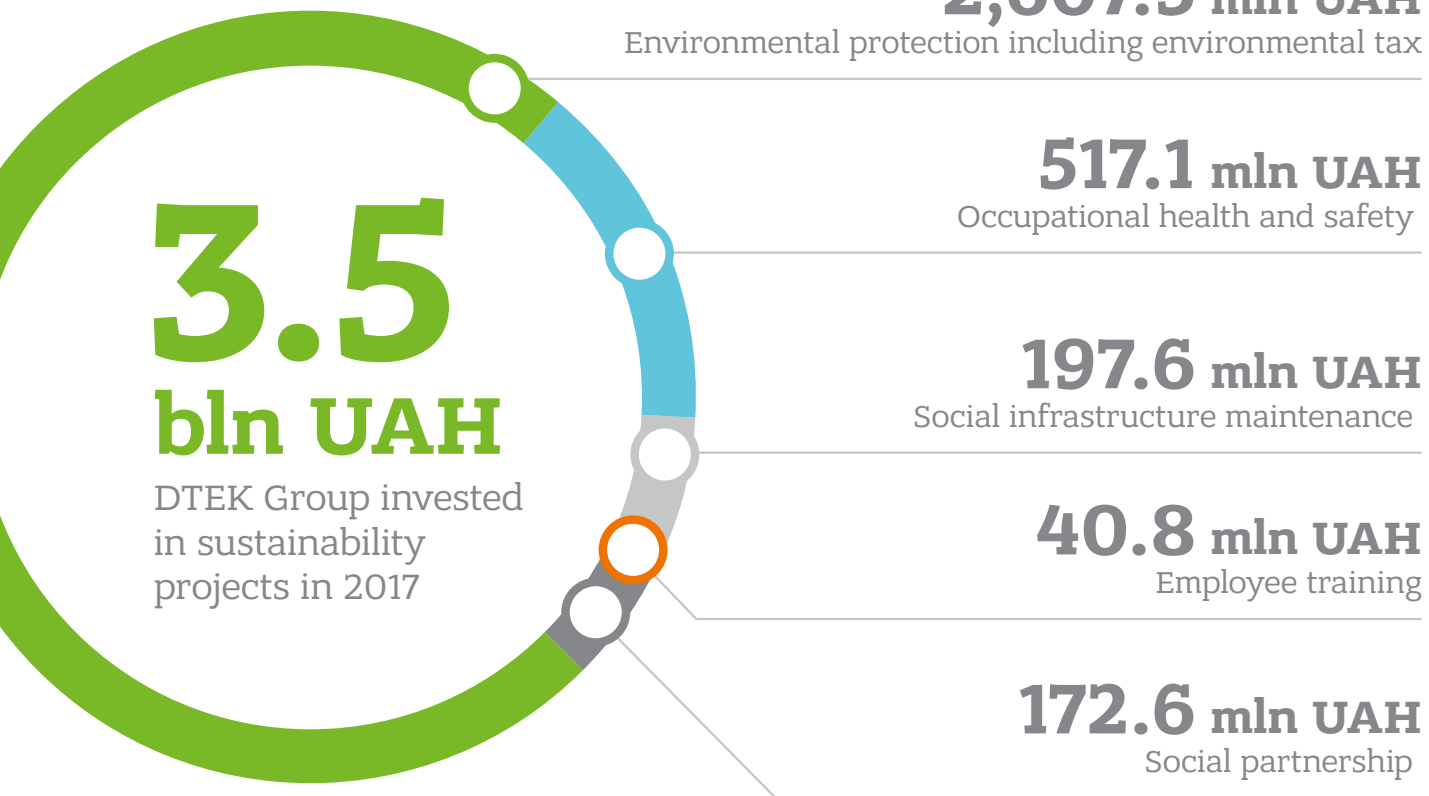 mln UAH
Environmental protection including environmental tax
517.1 mln UAH
Occupational health and safety
197.6 mln UAH
Social infrastructure maintenance
40.8 mln UAH
Employee training
172.6 mln UAH
Social partnership
3.5
bln UAH
DTEK Group invested
in sustainability
projects in 2017